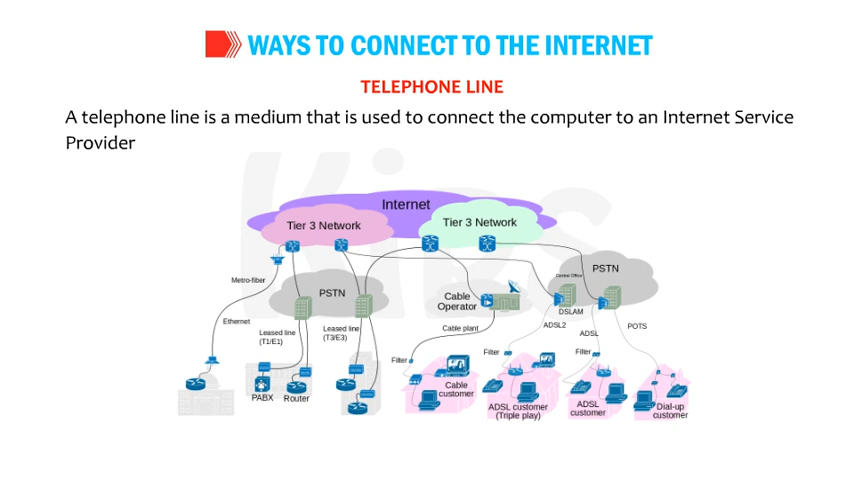 WAYS TO CONNECT TO THE INTERNET
TELEPHONE LINE
A telephone line is a medium that is used to connect the computer to an Internet Service
Provider
Kips
Internet
Tier 3 Network
Tier 3 Network
PSTN
Central Office
Metro-fiber
PSTN
Cable
Operator
DSLAM
Ethernet
Leased line
(T1/E1)
Leased line
(T3/E3)
Cable plant
ADSL2
ADSL
POTS
Filter
Filter
Filter
PABX
Router
Cable
customer
ADSL customer
(Triple play)
ADSL
customer
Dial-up
customer